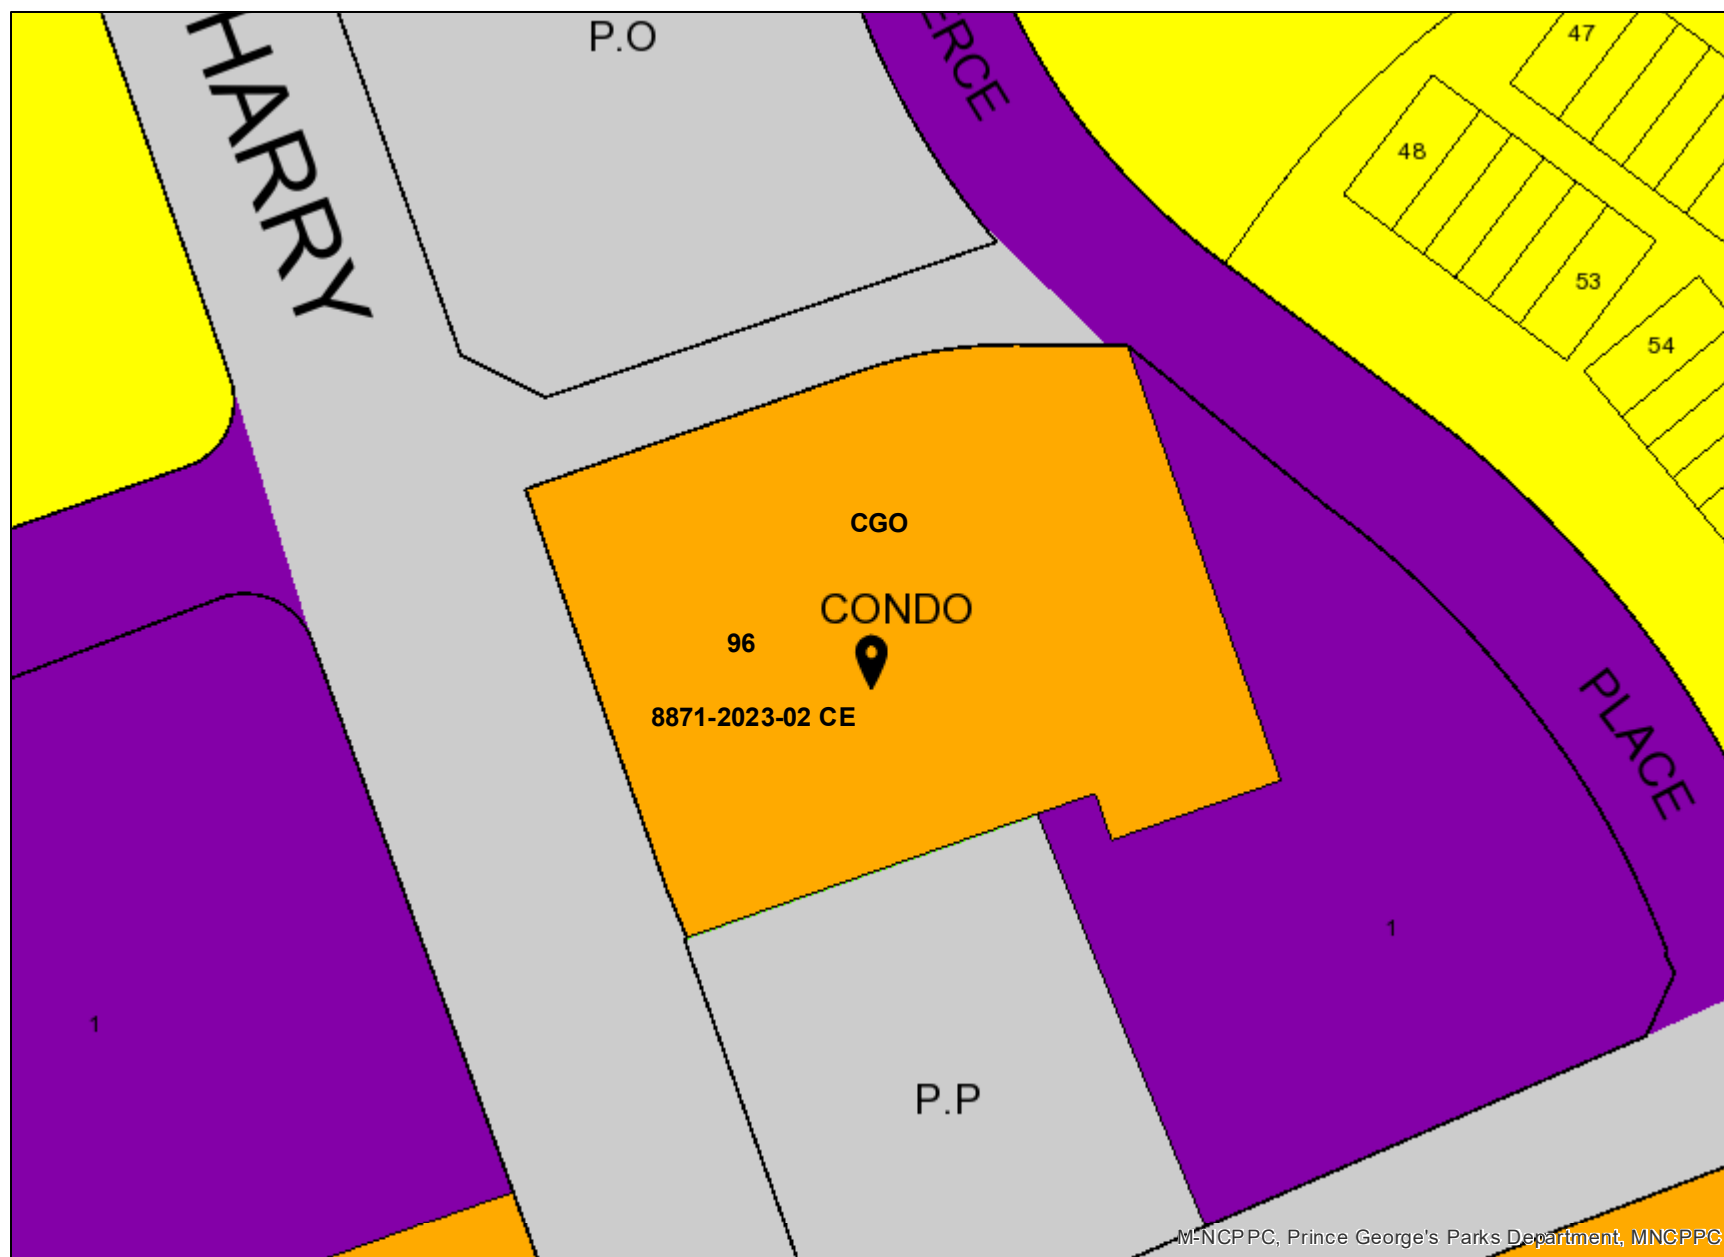 HARRY
P.O
ERCE
47
48
53
54
CGO
CONDO
96
8871-2023-02 CE
PLACE
1
1
P.P
M-NCPPC, Prince George's Parks Department, MNCPPC